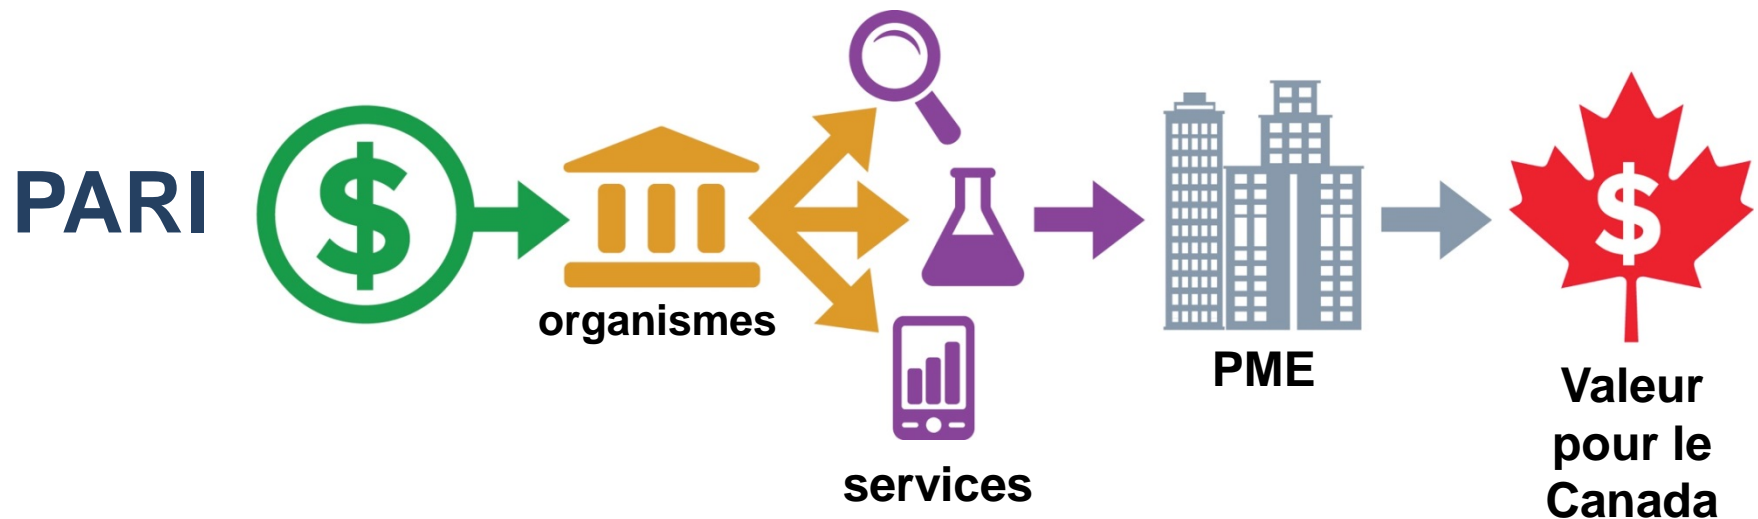 PARI
$
organismes
services
PME
$
Valeur
pour le
Canada